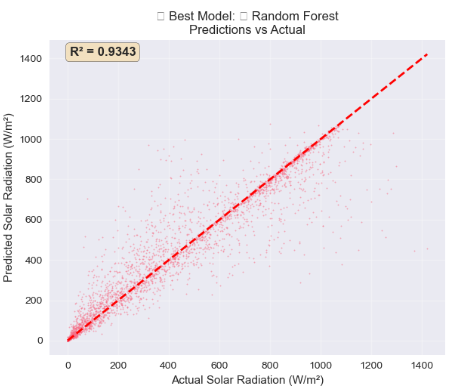 Best Model: Random Forest
Predictions vs Actual
R² = 0.9343
1400
1200
1000
800
600
400
200
0
Predicted Solar Radiation (W/m²)
0 200 400 600 800 1000 1200 1400
Actual Solar Radiation (W/m²)